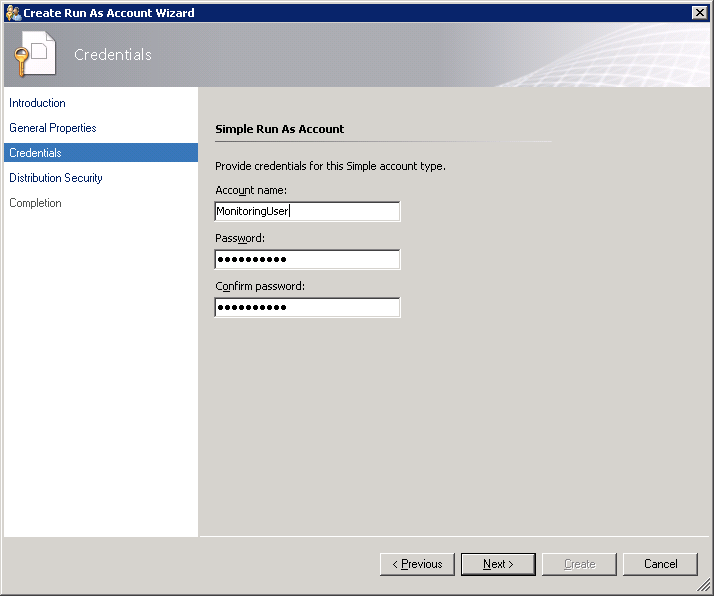 Create Run As Account Wizard
Credentials
Introduction
General Properties
Credentials
Distribution Security
Completion
Simple Run As Account
Provide credentials for this Simple account type.
Account name:
MonitoringUser
Password:
●●●●●●●●●●
Confirm password:
●●●●●●●●●●
< Previous
Next >
Create
Cancel